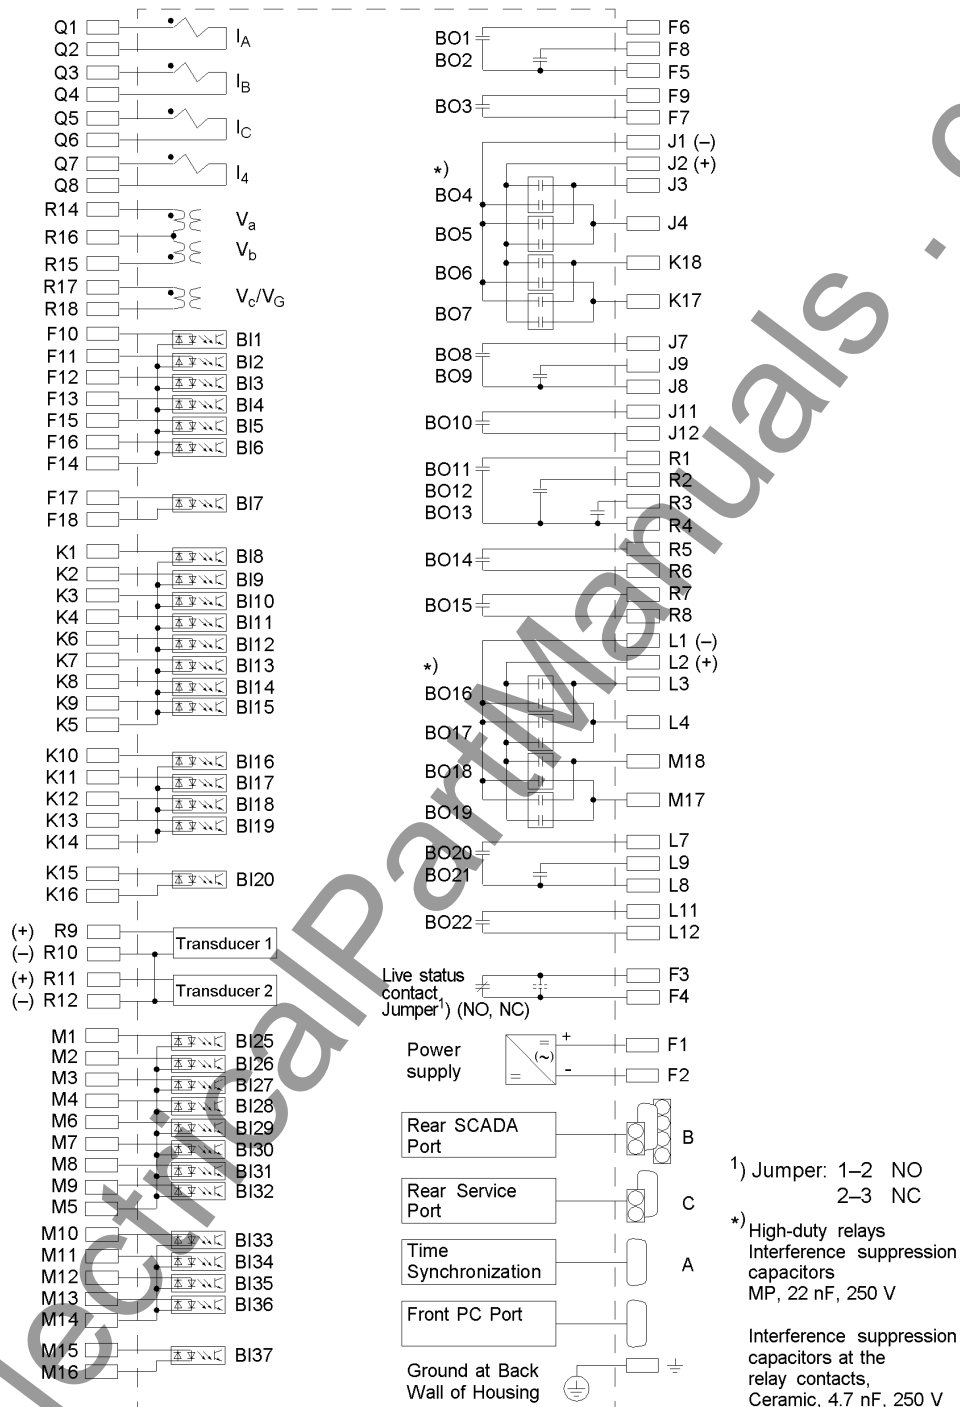 Q1
Q2
I_A
Q3
Q4
I_B
Q5
Q6
I_C
Q7
Q8
I_4
R14
R16
V_a
R15
V_b
R17
R18
V_c/V_G
F10 BI1
F11 BI2
F12 BI3
F13 BI4
F15 BI5
F16 BI6
F14
F17 BI7
F18
K1 BI8
K2 BI9
K3 BI10
K4 BI11
K6 BI12
K7 BI13
K8 BI14
K9 BI15
K5
K10 BI16
K11 BI17
K12 BI18
K13 BI19
K14
K15 BI20
K16
(+) R9
(–) R10
Transducer 1
(+) R11
(–) R12
Transducer 2
M1 BI25
M2 BI26
M3 BI27
M4 BI28
M6 BI29
M7 BI30
M8 BI31
M9 BI32
M5
M10 BI33
M11 BI34
M12 BI35
M13 BI36
M14
M15 BI37
M16
BO1 F6
BO2 F8
F5
BO3 F9
F7
J1 (–)
J2 (+)
*)
BO4 J3
BO5 J4
BO6 K18
BO7 K17
BO8 J7
BO9 J9
J8
BO10 J11
J12
BO11 R1
BO12 R2
BO13 R3
R4
BO14 R5
R6
BO15 R7
R8
L1 (–)
L2 (+)
*)
BO16 L3
BO17 L4
BO18 M18
BO19 M17
BO20 L7
BO21 L9
L8
BO22 L11
L12
Live status
contact
Jumper¹) (NO, NC)
F3
F4
Power
supply
= (~) =
+ F1
- F2
Rear SCADA
Port
B
Rear Service
Port
C
Time
Synchronization
A
Front PC Port
Ground at Back
Wall of Housing
¹) Jumper: 1–2 NO
2–3 NC
*) High-duty relays
Interference suppression
capacitors
MP, 22 nF, 250 V
Interference suppression
capacitors at the
relay contacts,
Ceramic, 4.7 nF, 250 V
ElectricalPartManuals . c